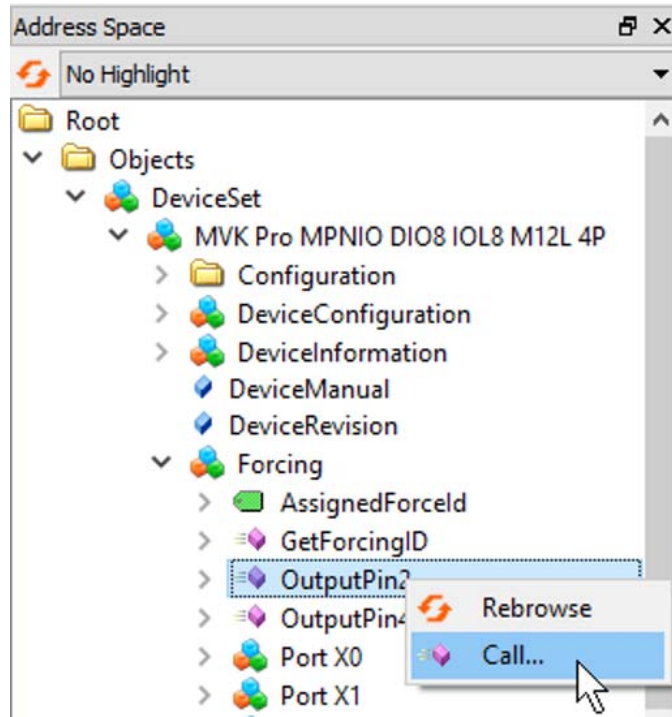 Address Space
No Highlight
Root
Objects
DeviceSet
MVK Pro MPNIO DIO8 IOL8 M12L 4P
Configuration
DeviceConfiguration
DeviceInformation
DeviceManual
DeviceRevision
Forcing
AssignedForceId
GetForcingID
OutputPin2
Rebrowse
OutputPin4
Call...
Port X0
Port X1